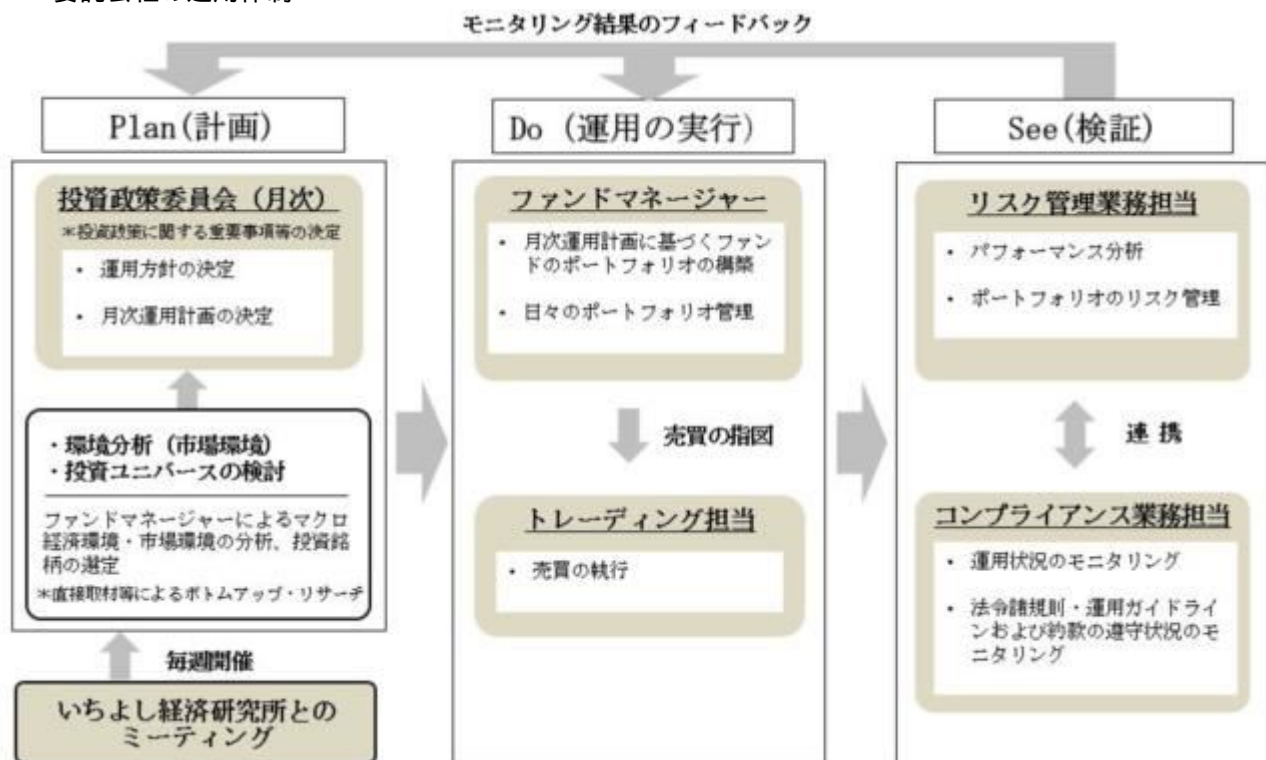 モニタリング結果のフィードバック
Plan(計画)
投資政策委員会（月次）
＊投資政策に関する重要事項等の決定
・ 運用方針の決定
・ 月次運用計画の決定
・環境分析（市場環境）
・投資ユニバースの検討
ファンドマネージャーによるマクロ
経済環境・市場環境の分析、投資銘
柄の選定
＊直接取材等によるボトムアップ・リサーチ
毎週開催
いちよし経済研究所との
ミーティング
Do（運用の実行）
ファンドマネージャー
・ 月次運用計画に基づくファン
ドのポートフォリオの構築
・ 日々のポートフォリオ管理
売買の指図
トレーディング担当
・ 売買の執行
See(検証)
リスク管理業務担当
・ パフォーマンス分析
・ ポートフォリオのリスク管理
連 携
コンプライアンス業務担当
・ 運用状況のモニタリング
・ 法令諸規則・運用ガイドライ
ンおよび約款の遵守状況のモ
ニタリング